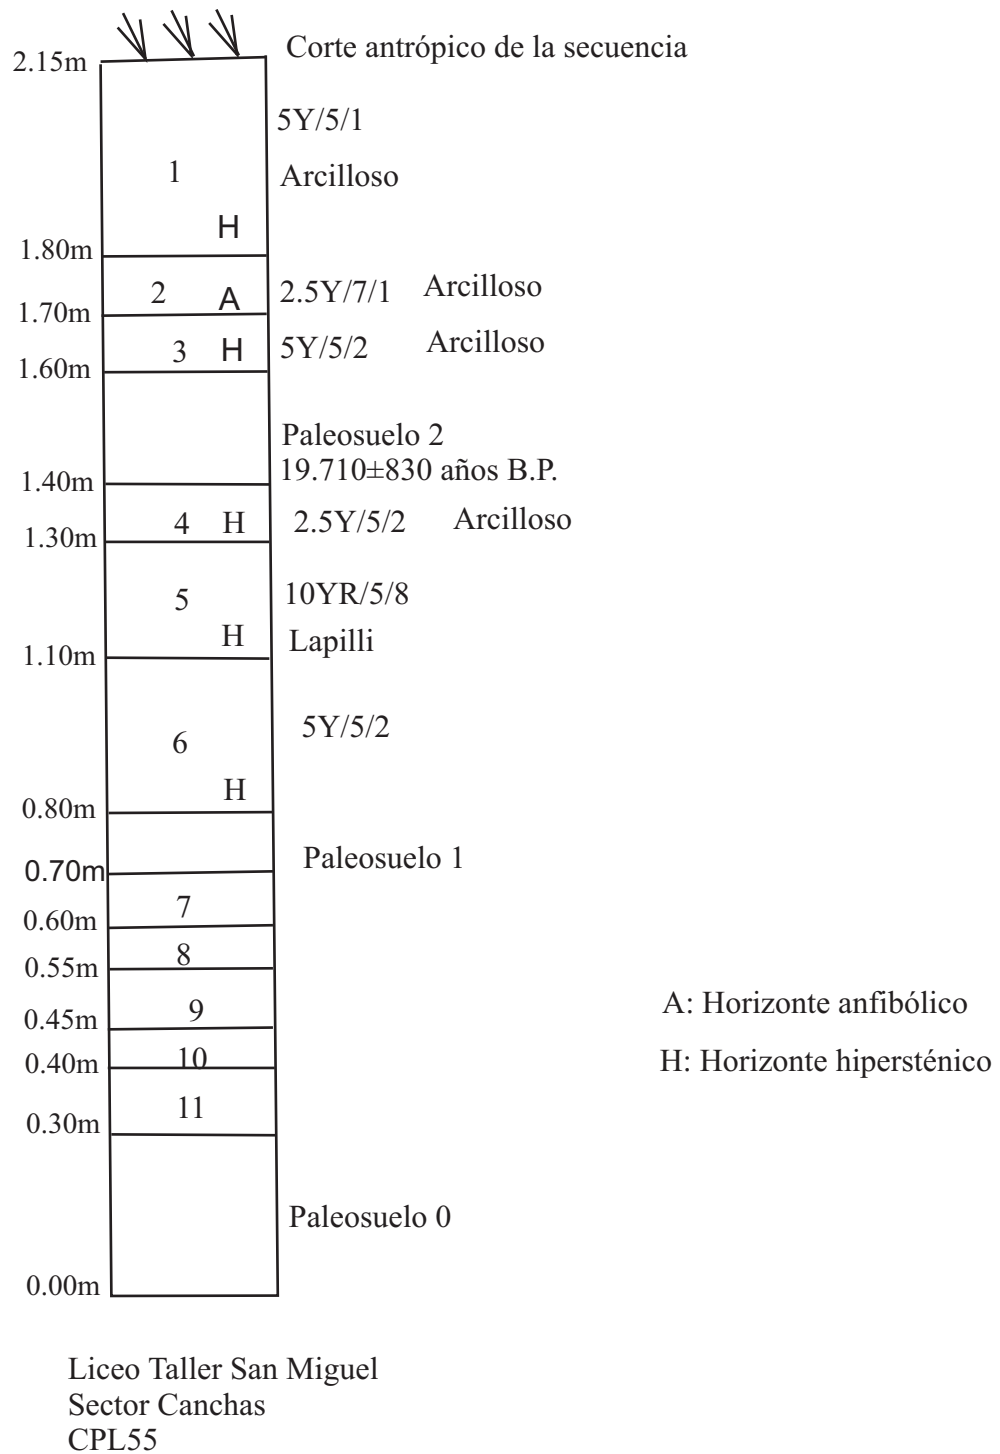 Corte antrópico de la secuencia
2.15m
5Y/5/1
1
Arcilloso
H
1.80m
2 A 2.5Y/7/1 Arcilloso
1.70m
3 H 5Y/5/2 Arcilloso
1.60m
Paleosuelo 2
19.710±830 años B.P.
1.40m
4 H 2.5Y/5/2 Arcilloso
1.30m
5 10YR/5/8
H Lapilli
1.10m
6 5Y/5/2
H
0.80m
Paleosuelo 1
0.70m
7
0.60m
8
0.55m
9
0.45m
10
0.40m
11
0.30m
Paleosuelo 0
0.00m
A: Horizonte anfibólico
H: Horizonte hipersténico
Liceo Taller San Miguel
Sector Canchas
CPL55